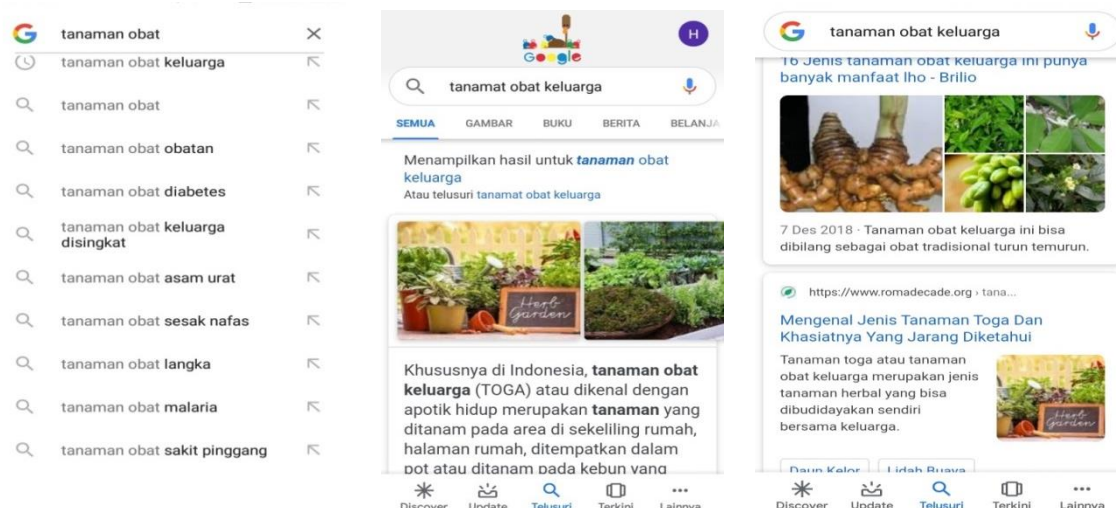 tanaman obat
tanaman obat keluarga
tanaman obat
tanaman obat obatan
tanaman obat diabetes
tanaman obat keluarga
disingkat
tanaman obat asam urat
tanaman obat sesak nafas
tanaman obat langka
tanaman obat malaria
tanaman obat sakit pinggang
Google
H
tanamat obat keluarga
SEMUA GAMBAR BUKU BERITA BELANJA
Menampilkan hasil untuk tanaman obat
keluarga
Atau telusuri tanamat obat keluarga
Herb
Garden
Khususnya di Indonesia, tanaman obat
keluarga (TOGA) atau dikenal dengan
apotik hidup merupakan tanaman yang
ditanam pada area di sekeliling rumah,
halaman rumah, ditempatkan dalam
pot atau ditanam pada kebun yang
Discover Update Telusuri Terkini Lainnya
tanaman obat keluarga
16 Jenis tanaman obat keluarga ini punya
banyak manfaat lho - Brilio
7 Des 2018 · Tanaman obat keluarga ini bisa
dibilang sebagai obat tradisional turun temurun.
https://www.romadecade.org › tana...
Mengenal Jenis Tanaman Toga Dan
Khasiatnya Yang Jarang Diketahui
Tanaman toga atau tanaman
obat keluarga merupakan jenis
tanaman herbal yang bisa
dibudidayakan sendiri
bersama keluarga.
Herb
Garden
Daun Kelor Lidah Buaya
Discover Update Telusuri Terkini Lainnya